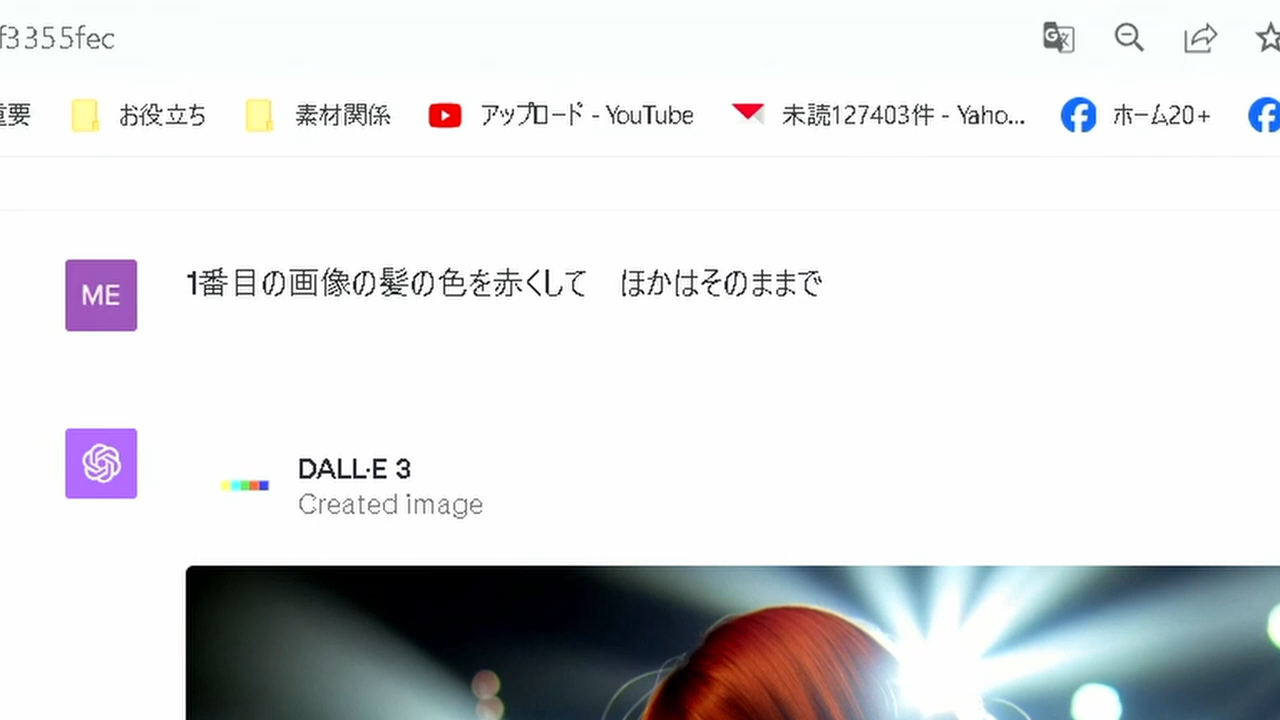 f3355fec
重要 お役立ち 素材関係 アップロード - YouTube 未読127403件 - Yaho... ホーム20+
ME 1番目の画像の髪の色を赤くして ほかはそのままで
DALL·E 3
Created image